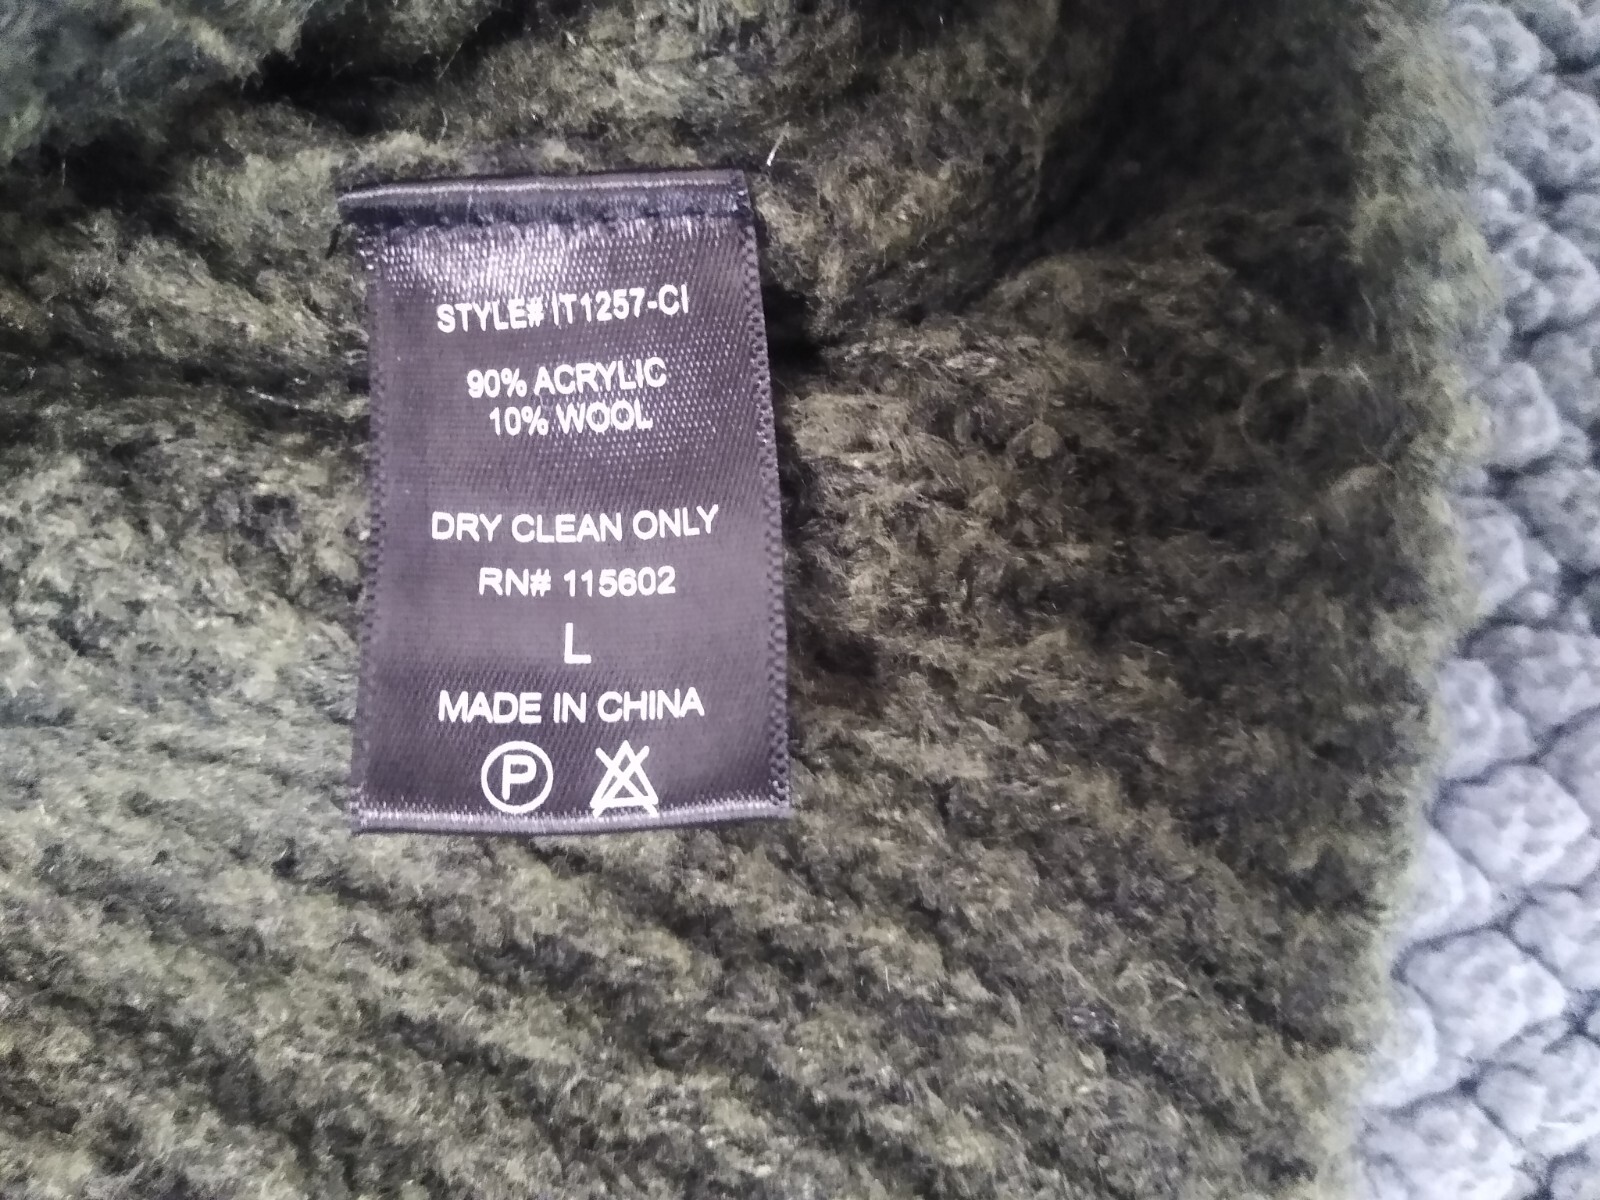 STYLE# IT1257-CI
90% ACRYLIC
10% WOOL
DRY CLEAN ONLY
RN# 115602
L
MADE IN CHINA
P